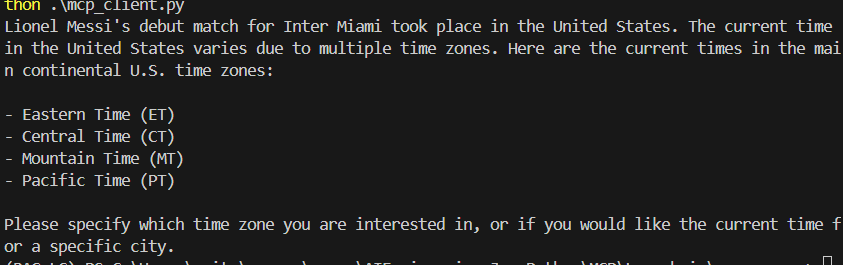 thon .\mcp_client.py
Lionel Messi's debut match for Inter Miami took place in the United States. The current time
in the United States varies due to multiple time zones. Here are the current times in the mai
n continental U.S. time zones:
- Eastern Time (ET)
- Central Time (CT)
- Mountain Time (MT)
- Pacific Time (PT)
Please specify which time zone you are interested in, or if you would like the current time f
or a specific city.